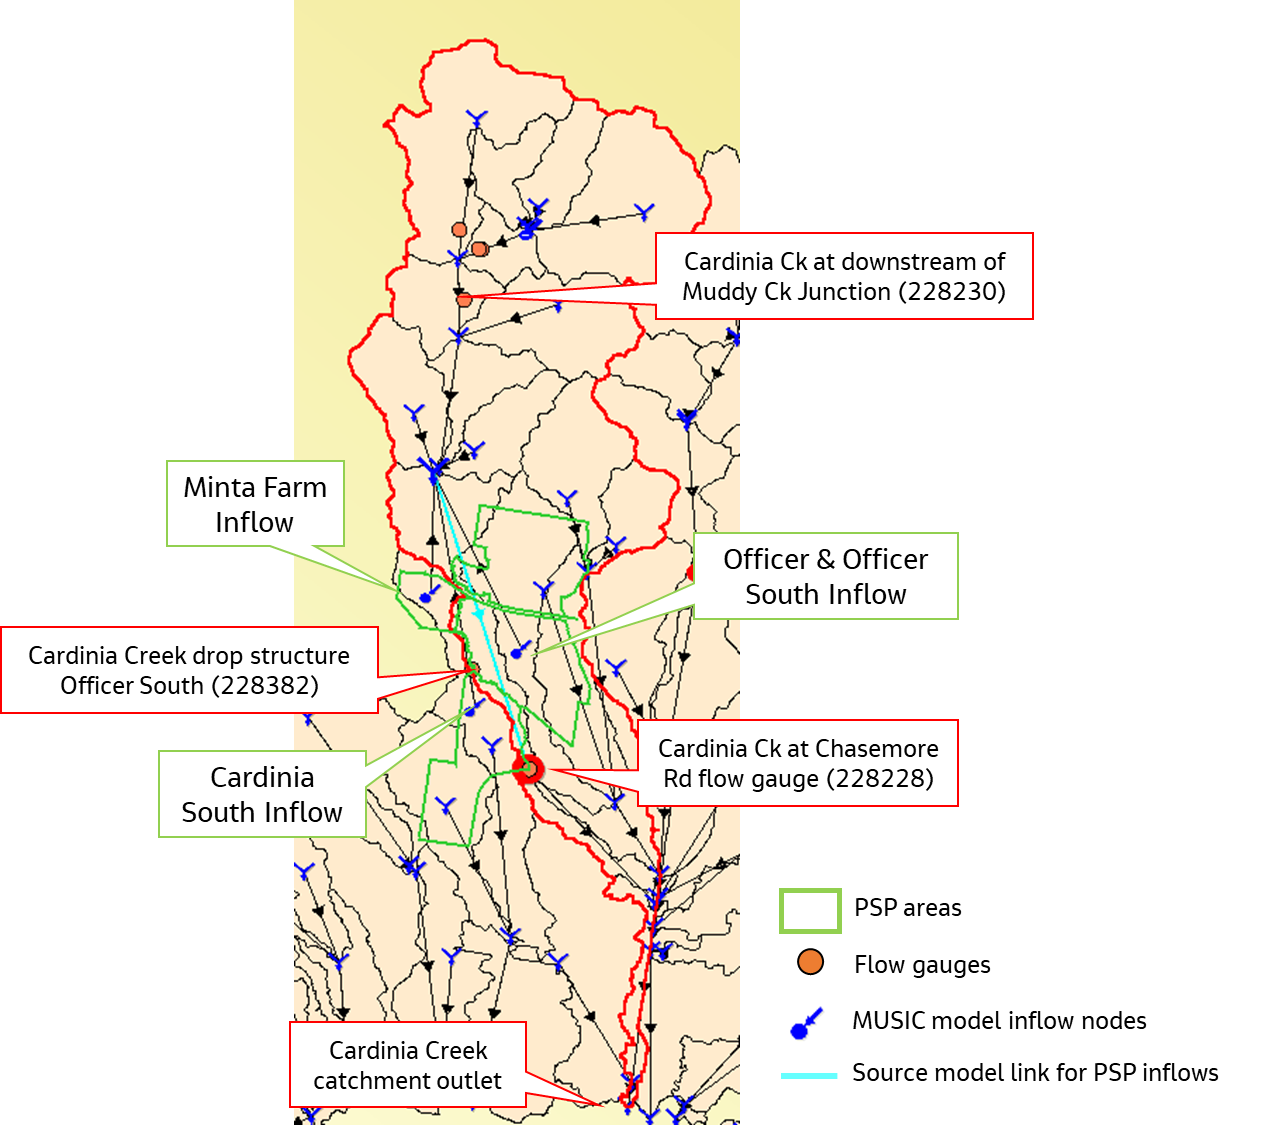 Cardinia Ck at downstream of
Muddy Ck Junction (228230)
Minta Farm
Inflow
Officer & Officer
South Inflow
Cardinia Creek drop structure
Officer South (228382)
Cardinia Ck at Chasemore
Rd flow gauge (228228)
Cardinia
South Inflow
PSP areas
Flow gauges
MUSIC model inflow nodes
Source model link for PSP inflows
Cardinia Creek
catchment outlet